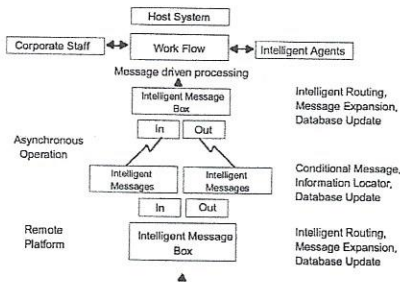 Host System
Corporate Staff
Work Flow
Intelligent Agents
Message driven processing
Intelligent Message
Box
Intelligent Routing,
Message Expansion,
Database Update
In
Out
Asynchronous
Operation
Intelligent
Messages
Intelligent
Messages
Conditional Message,
Information Locator,
Database Update
In
Out
Remote
Platform
Intelligent Message
Box
Intelligent Routing,
Message Expansion,
Database Update